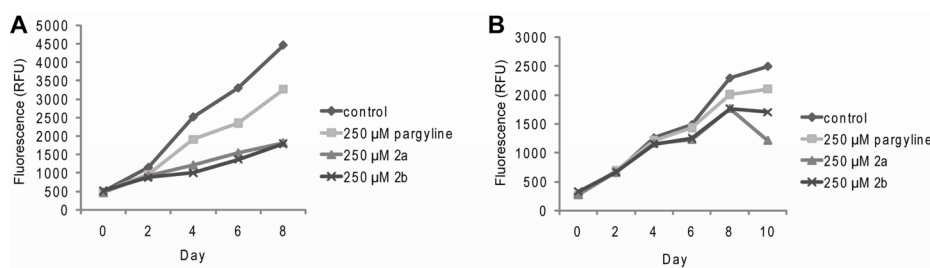 A
5000
4500
4000
3500
3000
2500
2000
1500
1000
500
0
Fluorescence (RFU)
0 2 4 6 8
Day
control
250 µM pargyline
250 µM 2a
250 µM 2b
B
3000
2500
2000
1500
1000
500
0
Fluorescence (RFU)
0 2 4 6 8 10
Day
control
250 µM pargyline
250 µM 2a
250 µM 2b